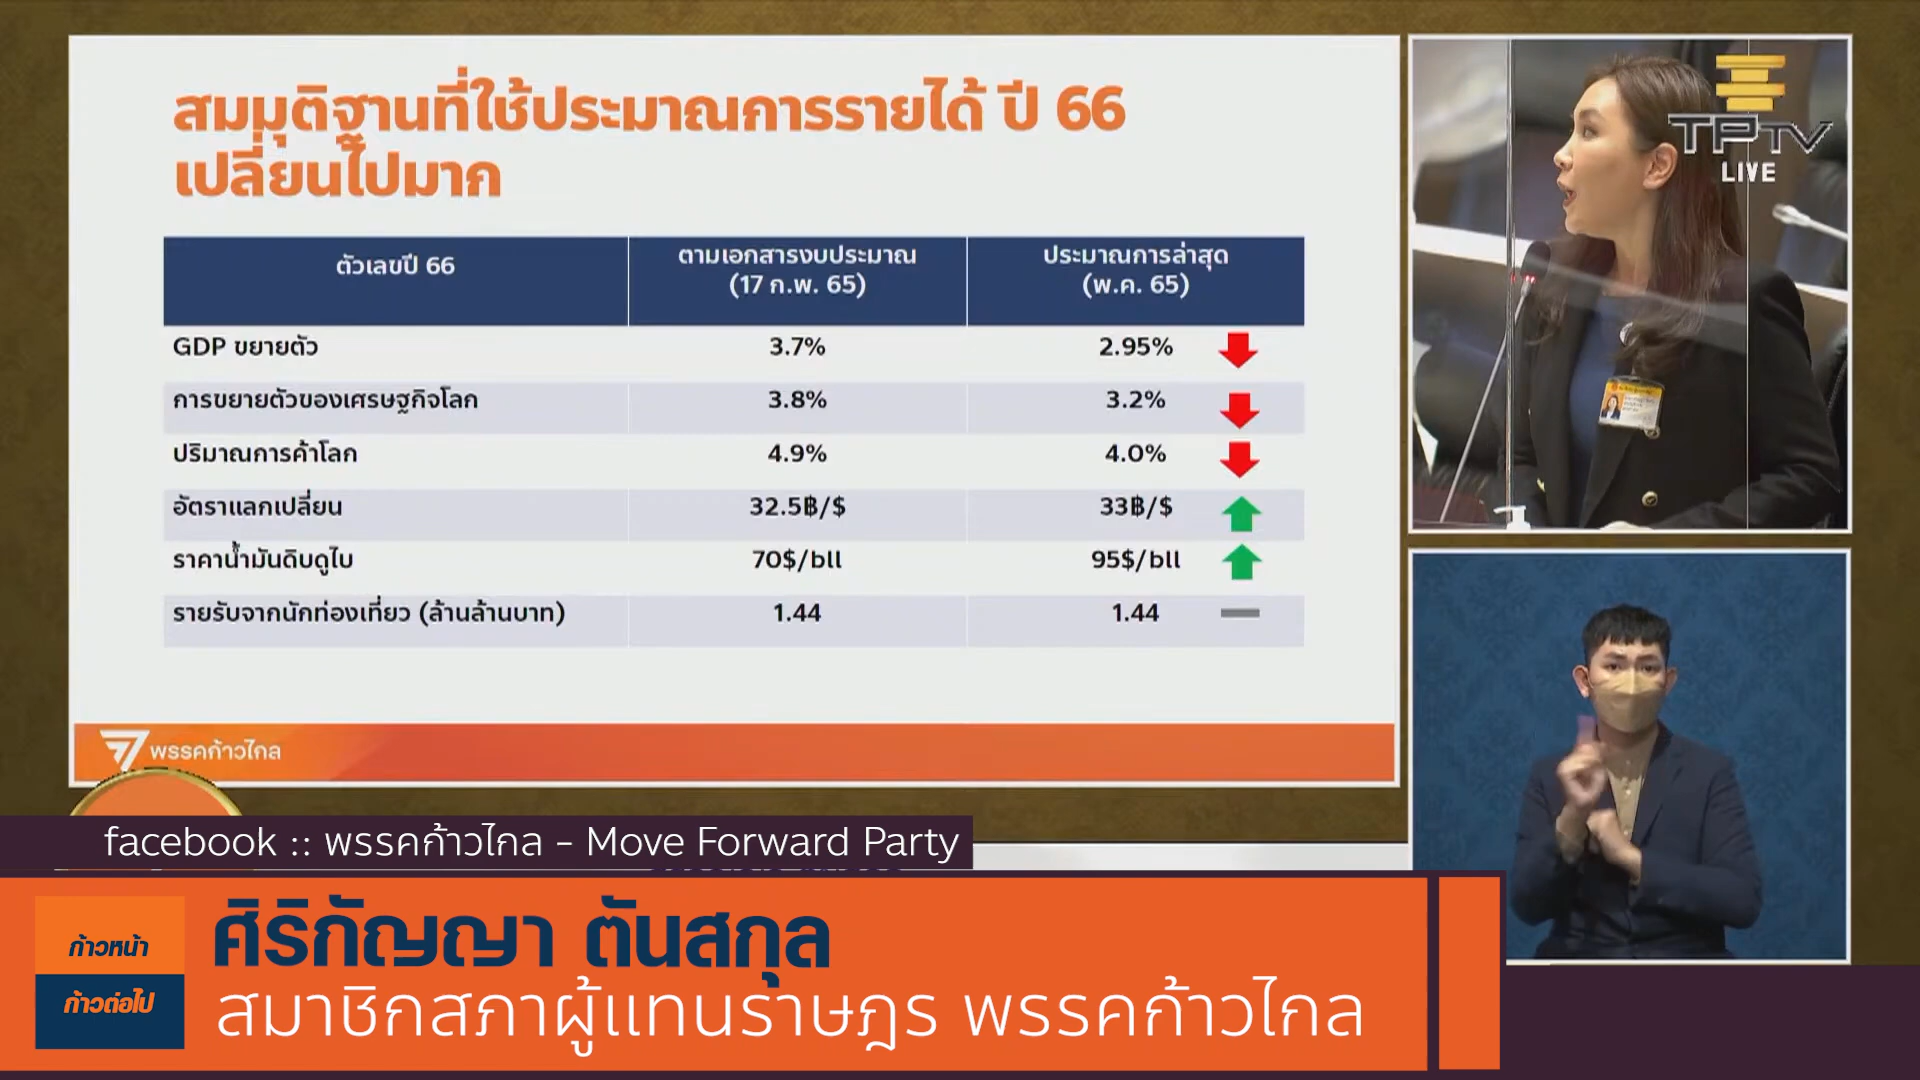 สมมุติฐานที่ใช้ประมาณการรายได้ ปี 66
เปลี่ยนไปมาก
ตัวเลขปี 66
ตามเอกสารงบประมาณ
(17 ก.พ. 65)
ประมาณการล่าสุด
(พ.ค. 65)
GDP ขยายตัว 3.7% 2.95%
การขยายตัวของเศรษฐกิจโลก 3.8% 3.2%
ปริมาณการค้าโลก 4.9% 4.0%
อัตราแลกเปลี่ยน 32.5฿/$ 33฿/$
ราคาน้ำมันดิบดูไบ 70$/bll 95$/bll
รายรับจากนักท่องเที่ยว (ล้านล้านบาท) 1.44 1.44
พรรคก้าวไกล
TPTV
LIVE
facebook :: พรรคก้าวไกล - Move Forward Party
ก้าวหน้า
ก้าวต่อไป
ศิริกัญญา ตันสกุล
สมาชิกสภาผู้แทนราษฎร พรรคก้าวไกล